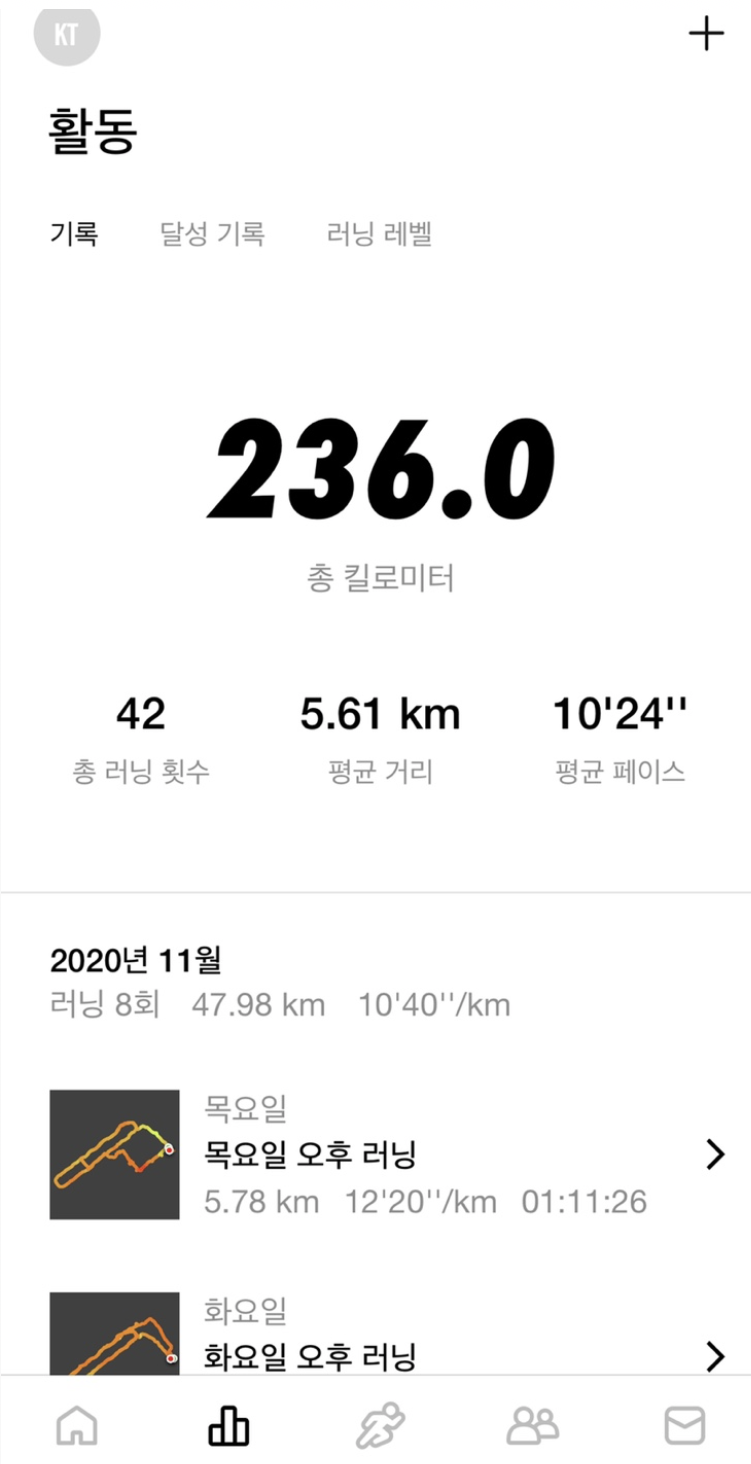 KT
활동
기록 달성 기록 러닝 레벨
236.0
총 킬로미터
42 5.61 km 10'24''
총 러닝 횟수 평균 거리 평균 페이스
2020년 11월
러닝 8회 47.98 km 10'40''/km
목요일
목요일 오후 러닝
5.78 km 12'20''/km 01:11:26
화요일
화요일 오후 러닝